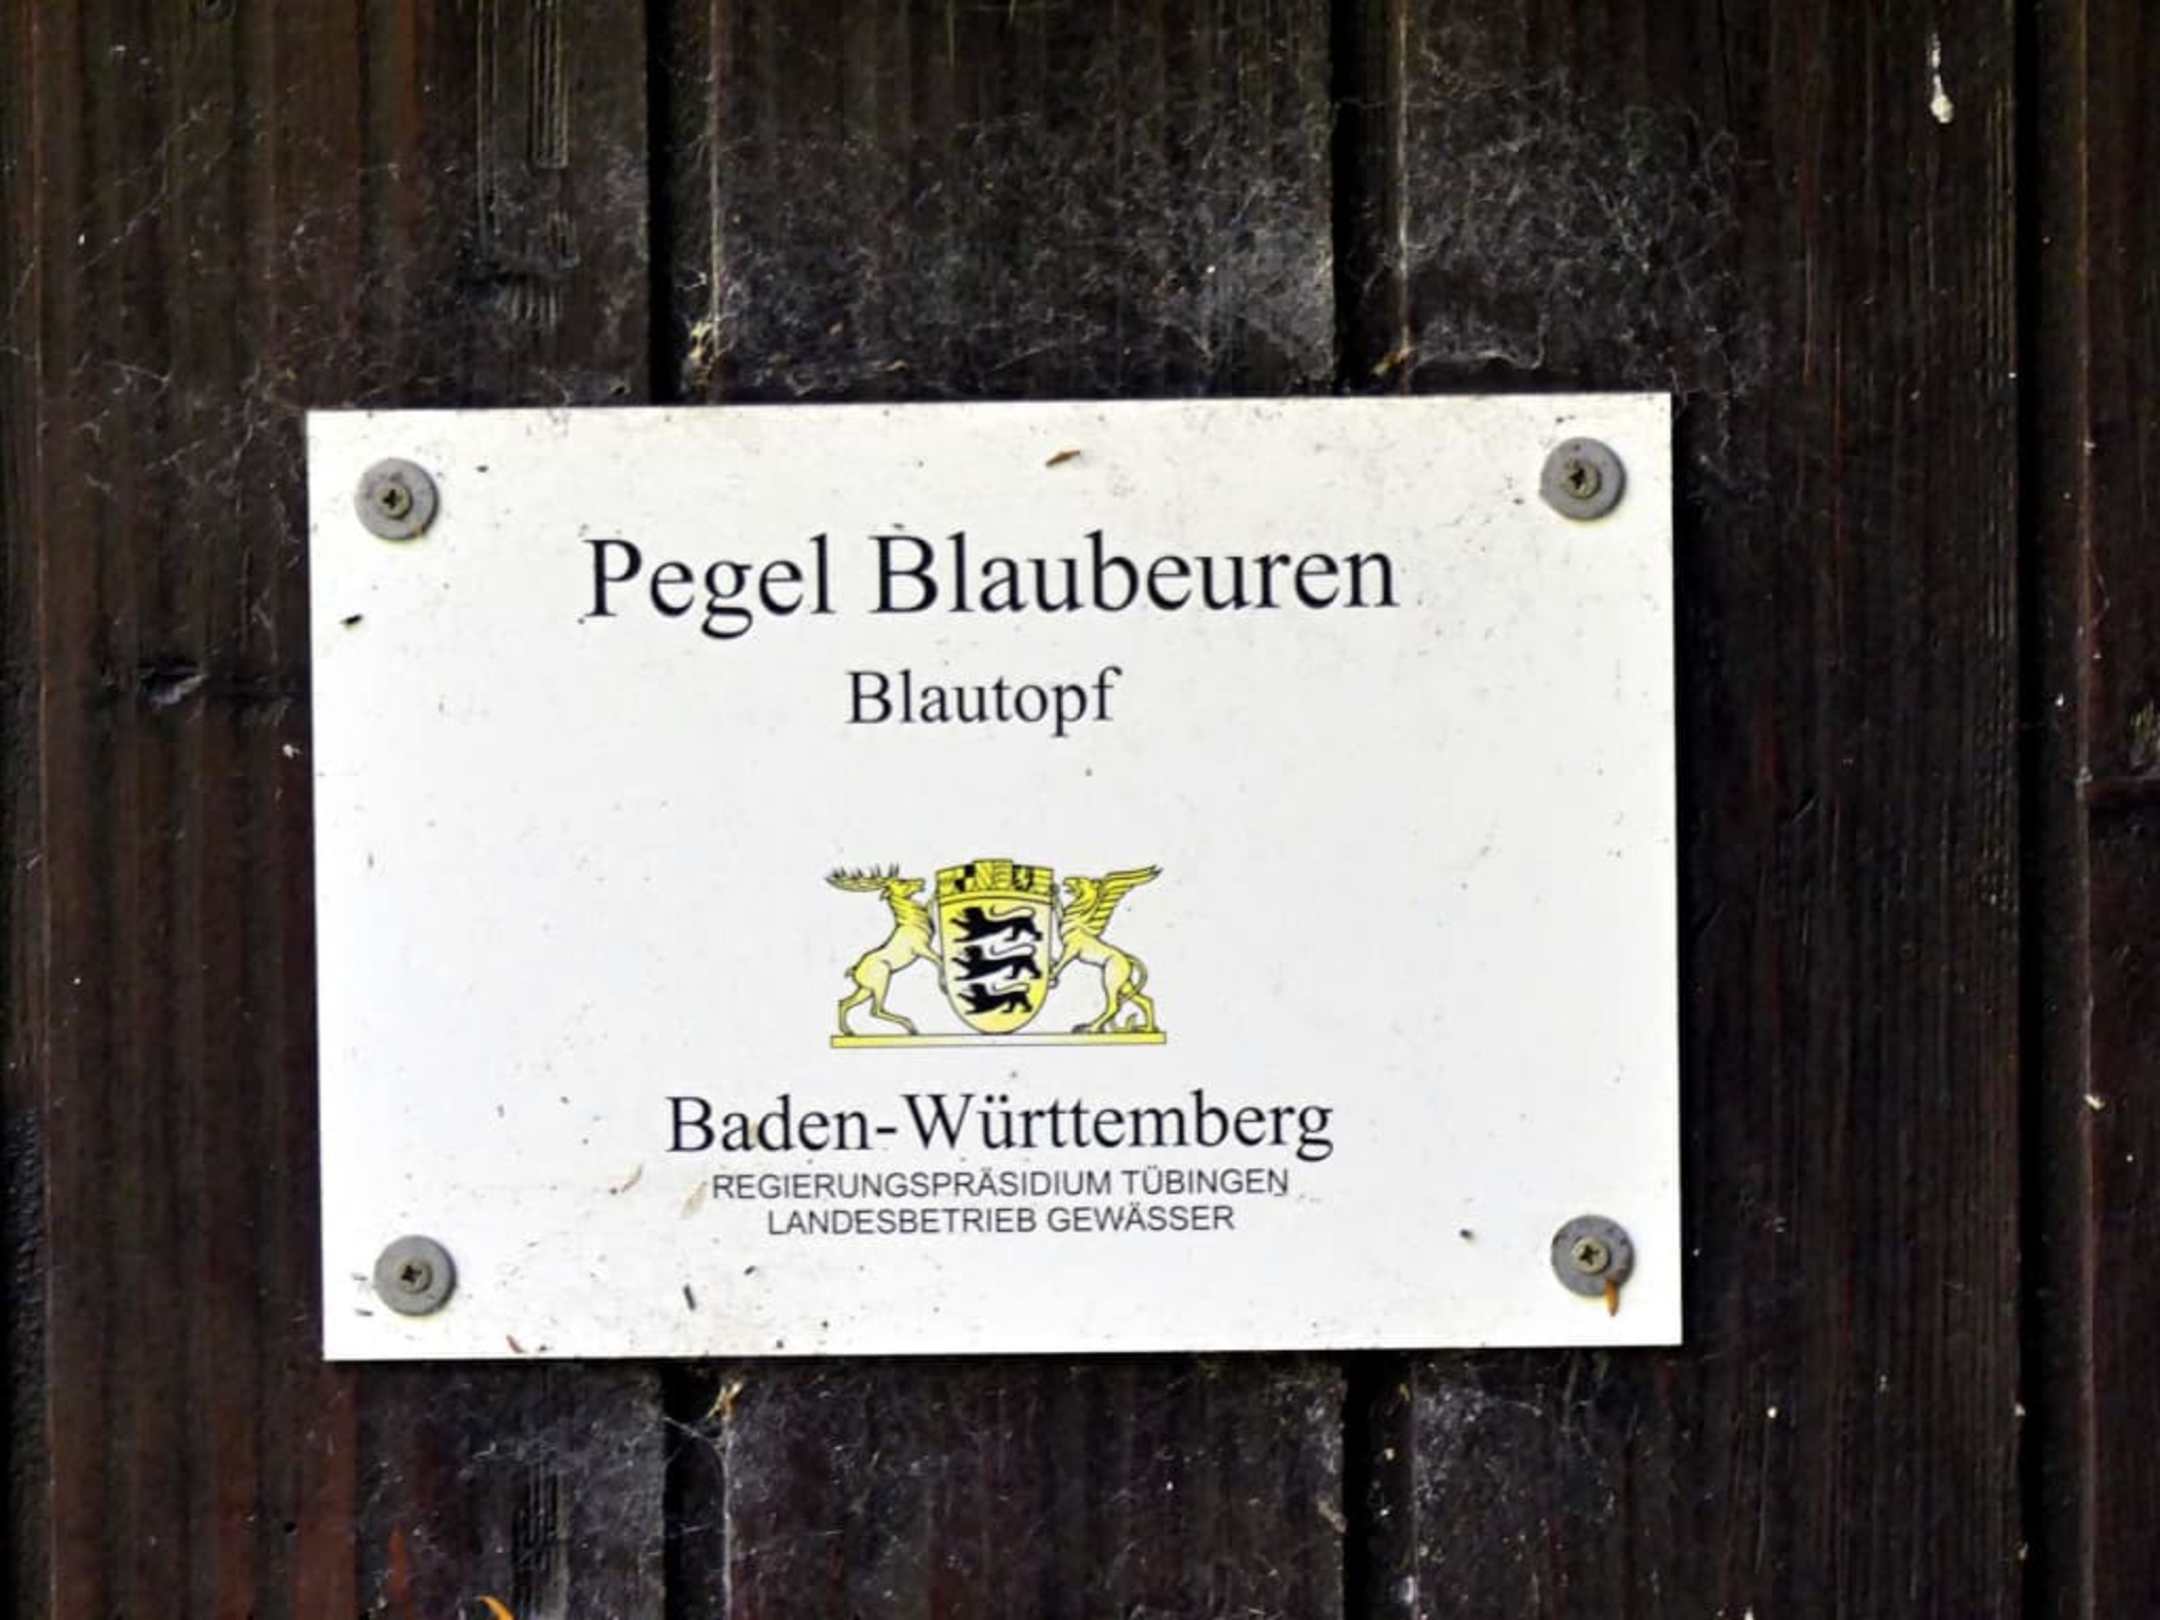 Pegel Blaubeuren
Blautopf
Baden-Württemberg
REGIERUNGSPRÄSIDIUM TÜBINGEN
LANDESBETRIEB GEWÄSSER